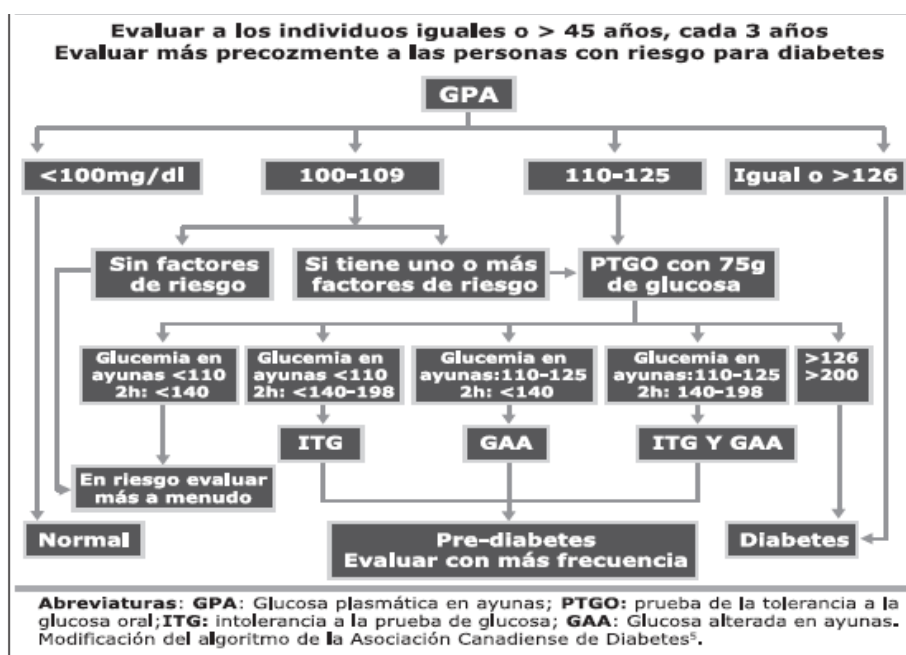 Evaluar a los individuos iguales o > 45 años, cada 3 años
Evaluar más precozmente a las personas con riesgo para diabetes
GPA
<100mg/dl
100-109
110-125
Igual o >126
Sin factores
de riesgo
Si tiene uno o más
factores de riesgo
PTGO con 75g
de glucosa
Glucemia en
ayunas <110
2h: <140
Glucemia en
ayunas <110
2h: <140-198
Glucemia en
ayunas:110-125
2h: <140
Glucemia en
ayunas:110-125
2h: 140-198
>126
>200
ITG
GAA
ITG Y GAA
En riesgo evaluar
más a menudo
Normal
Pre-diabetes
Evaluar con más frecuencia
Diabetes
Abreviaturas: GPA: Glucosa plasmática en ayunas; PTGO: prueba de la tolerancia a la
glucosa oral;ITG: intolerancia a la prueba de glucosa; GAA: Glucosa alterada en ayunas.
Modificación del algoritmo de la Asociación Canadiense de Diabetes⁵.